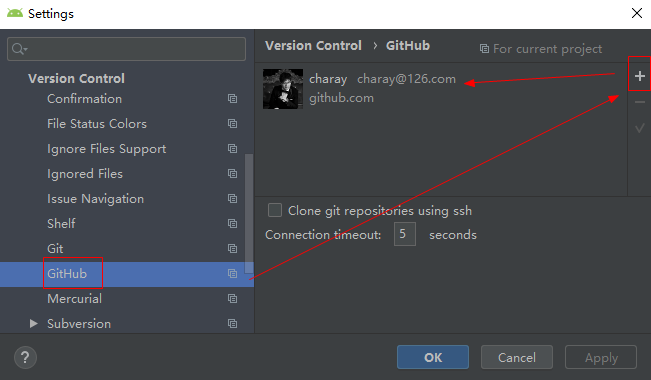 Settings
Version Control › GitHub
For current project
Version Control
Confirmation
File Status Colors
Ignore Files Support
Ignored Files
Issue Navigation
Shelf
Git
GitHub
Mercurial
Subversion
charay charay@126.com
github.com
Clone git repositories using ssh
Connection timeout: 5 seconds
?
OK
Cancel
Apply